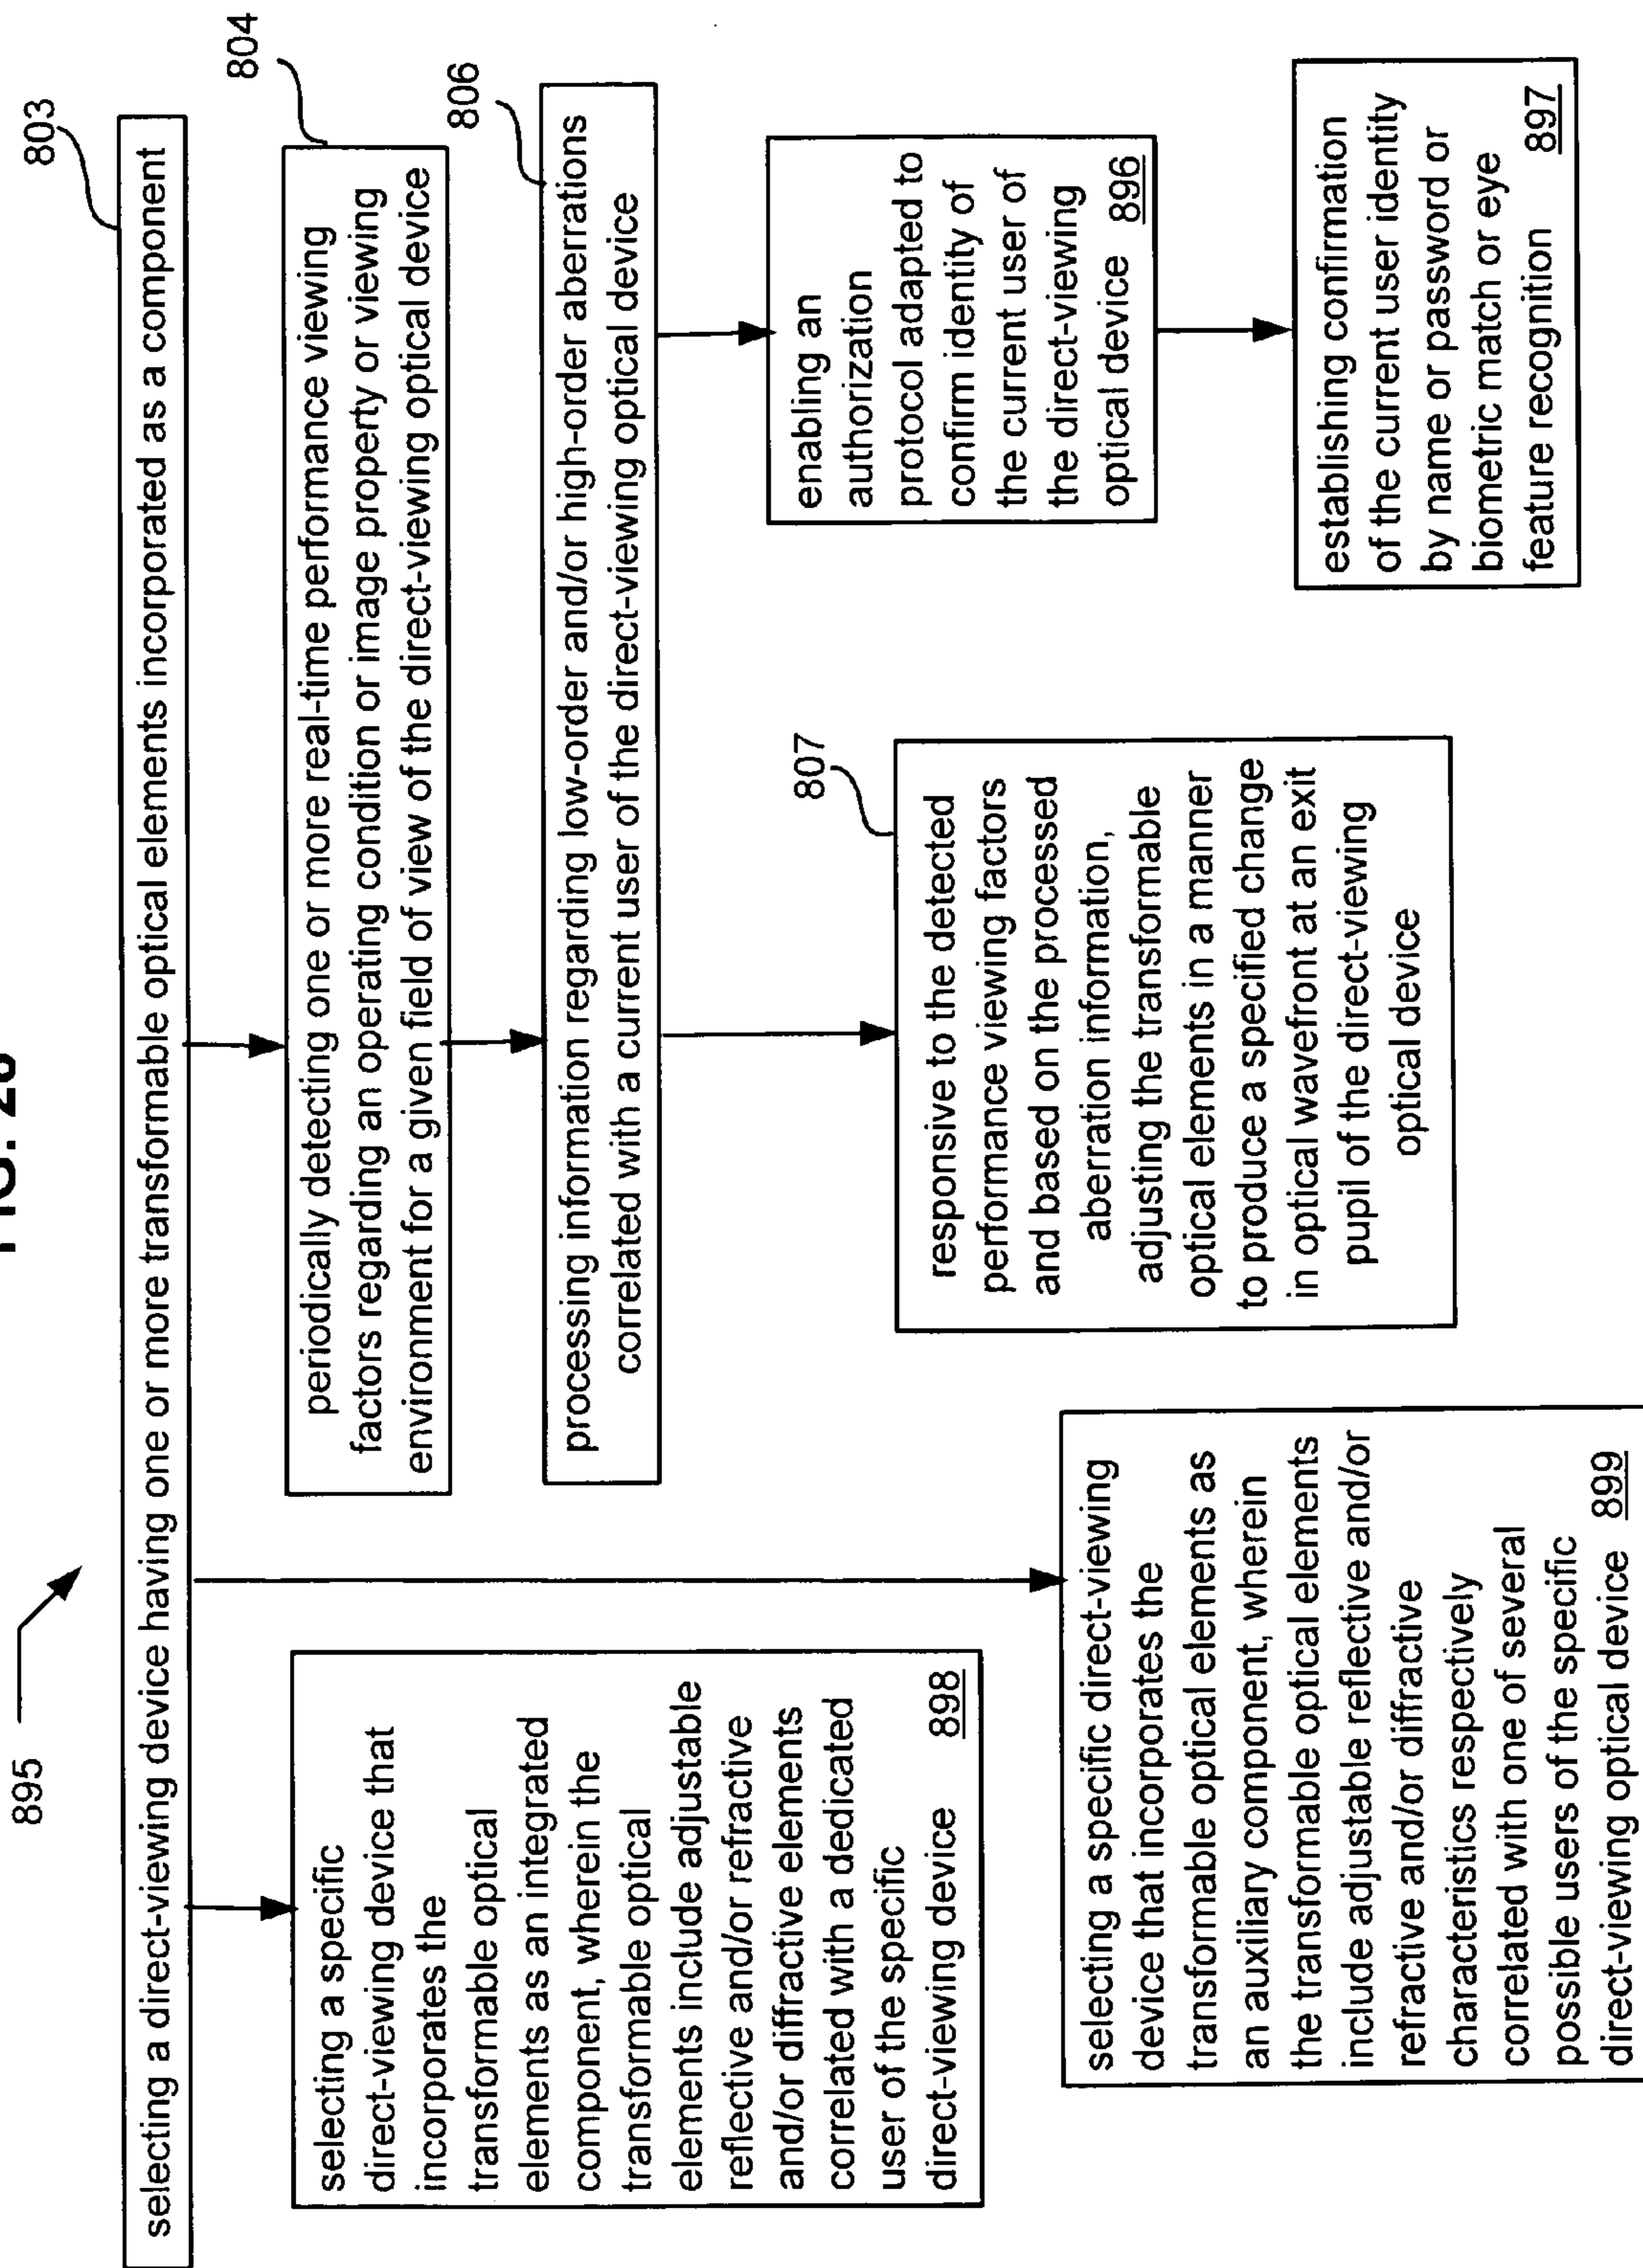 FIG.
895
803
selecting a direct-viewing device having one or more transformable optical elements incorporated as a component
804
periodically detecting one or more real-time performance viewing
factors regarding an operating condition or image property or viewing
environment for a given field of view of the direct-viewing optical device
806
processing information regarding low-order and/or high-order aberrations
correlated with a current user of the direct-viewing optical device
selecting a specific
direct-viewing device that
incorporates the
transformable optical
elements as an integrated
component, wherein the
transformable optical
elements include adjustable
reflective and/or refractive
and/or diffractive elements
correlated with a dedicated
user of the specific
direct-viewing device 898
807
responsive to the detected
performance viewing factors
and based on the processed
aberration information,
adjusting the transformable
optical elements in a manner
to produce a specified change
in optical wavefront at an exit
pupil of the direct-viewing
optical device
enabling an
authorization
protocol adapted to
confirm identity of
the current user of
the direct-viewing
optical device 896
selecting a specific direct-viewing
device that incorporates the
transformable optical elements as
an auxiliary component, wherein
the transformable optical elements
include adjustable reflective and/or
refractive and/or diffractive
characteristics respectively
correlated with one of several
possible users of the specific
direct-viewing optical device 899
establishing confirmation
of the current user identity
by name or password or
biometric match or eye
feature recognition 897